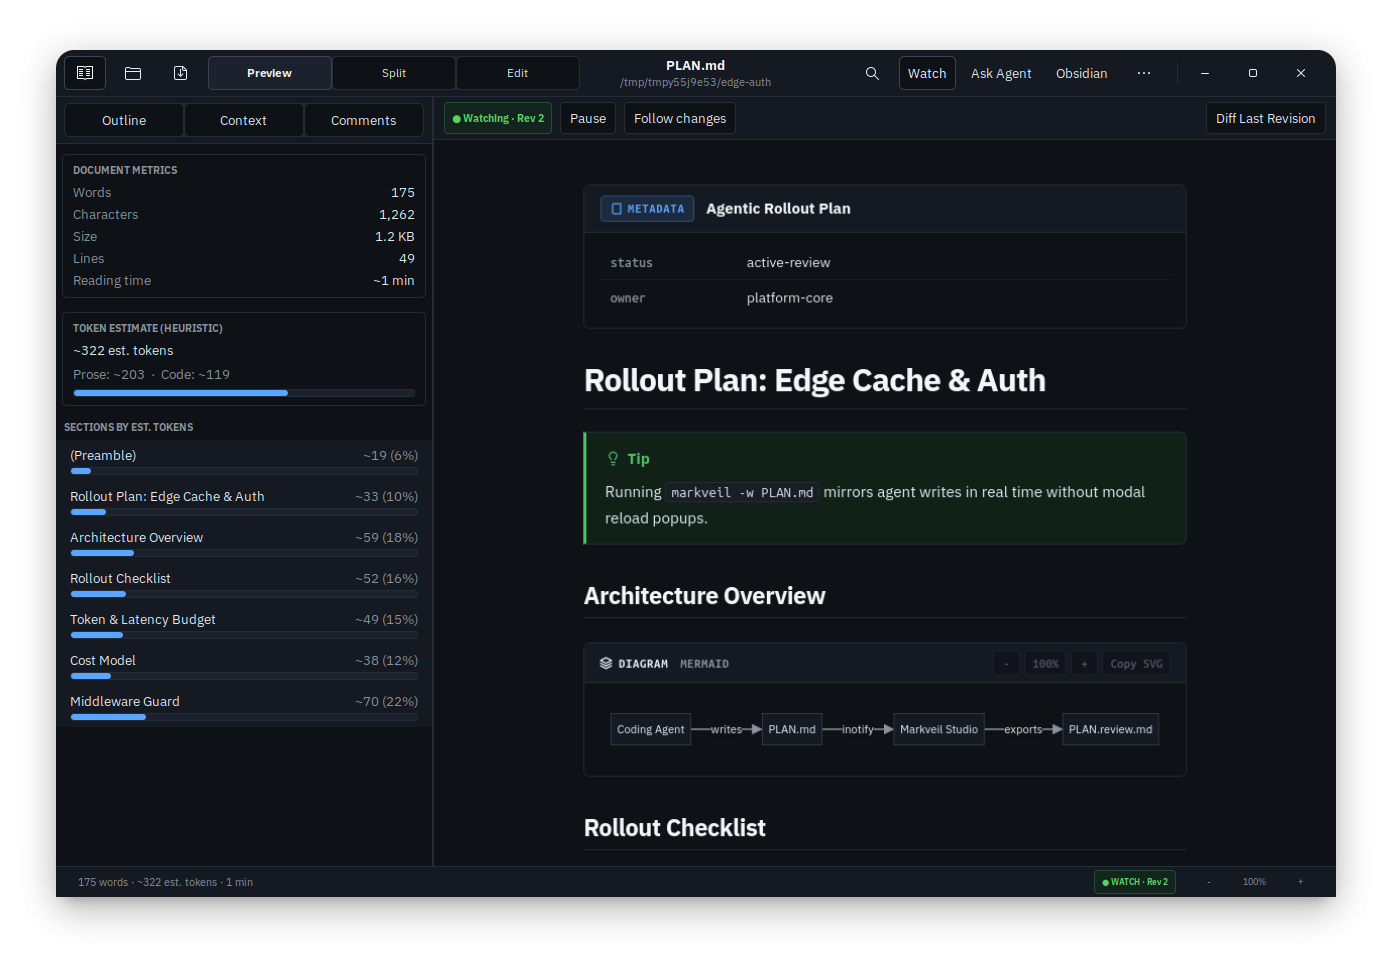 Preview
Split
Edit
PLAN.md
/tmp/tmpy55j9e53/edge-auth
Watch
Ask Agent
Obsidian
Outline
Context
Comments
Watching · Rev 2
Pause
Follow changes
Diff Last Revision
DOCUMENT METRICS
Words 175
Characters 1,262
Size 1.2 KB
Lines 49
Reading time ~1 min
TOKEN ESTIMATE (HEURISTIC)
~322 est. tokens
Prose: ~203 · Code: ~119
SECTIONS BY EST. TOKENS
(Preamble) ~19 (6%)
Rollout Plan: Edge Cache & Auth ~33 (10%)
Architecture Overview ~59 (18%)
Rollout Checklist ~52 (16%)
Token & Latency Budget ~49 (15%)
Cost Model ~38 (12%)
Middleware Guard ~70 (22%)
METADATA Agentic Rollout Plan
status active-review
owner platform-core
Rollout Plan: Edge Cache & Auth
Tip
Running markveil -w PLAN.md mirrors agent writes in real time without modal
reload popups.
Architecture Overview
DIAGRAM MERMAID - 100% + Copy SVG
Coding Agent writes PLAN.md inotify Markveil Studio exports PLAN.review.md
Rollout Checklist
175 words · ~322 est. tokens · 1 min
WATCH · Rev 2
- 100% +